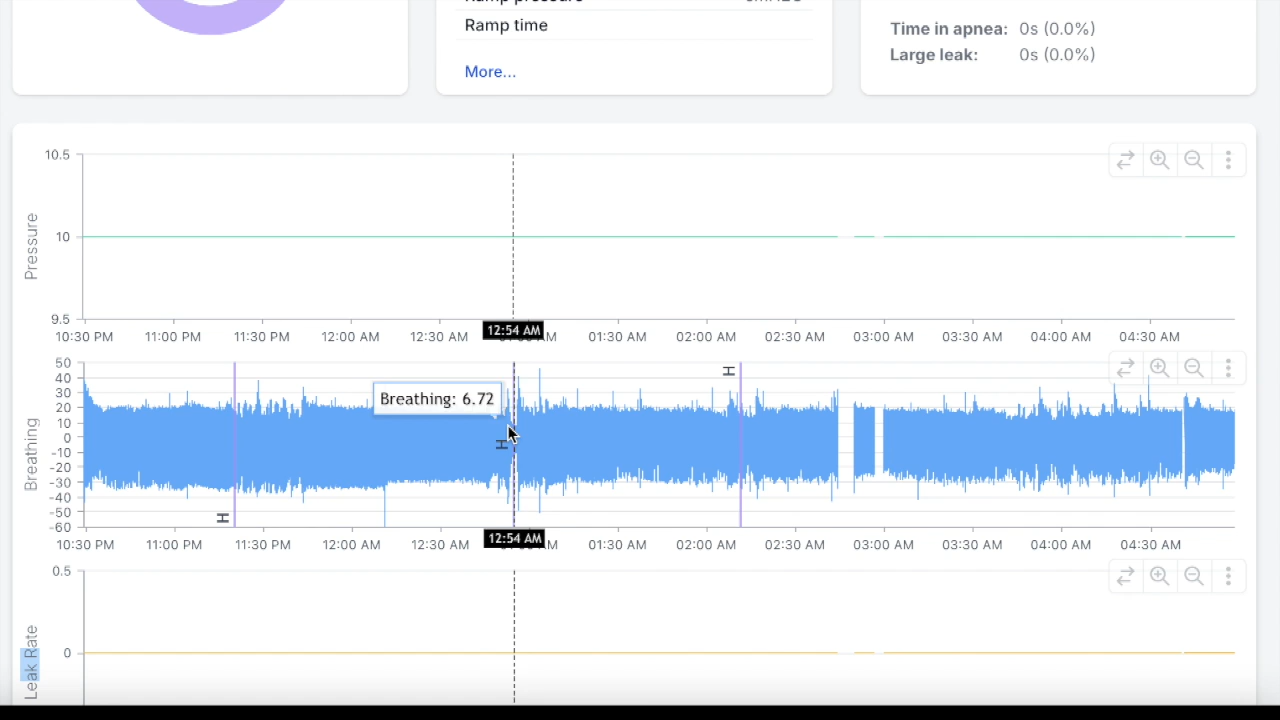 Ramp pressure
Ramp time
More...
Time in apnea: 0s (0.0%)
Large leak: 0s (0.0%)
Pressure
10.5
10
9.5
10:30 PM 11:00 PM 11:30 PM 12:00 AM 12:30 AM 12:54 AM 01:30 AM 02:00 AM 02:30 AM 03:00 AM 03:30 AM 04:00 AM 04:30 AM
Breathing
50
40
30
20
10
0
-10
-20
-30
-40
-50
-60
H
Breathing: 6.72
H
H
10:30 PM 11:00 PM 11:30 PM 12:00 AM 12:30 AM 12:54 AM 01:30 AM 02:00 AM 02:30 AM 03:00 AM 03:30 AM 04:00 AM 04:30 AM
Leak Rate
0.5
0